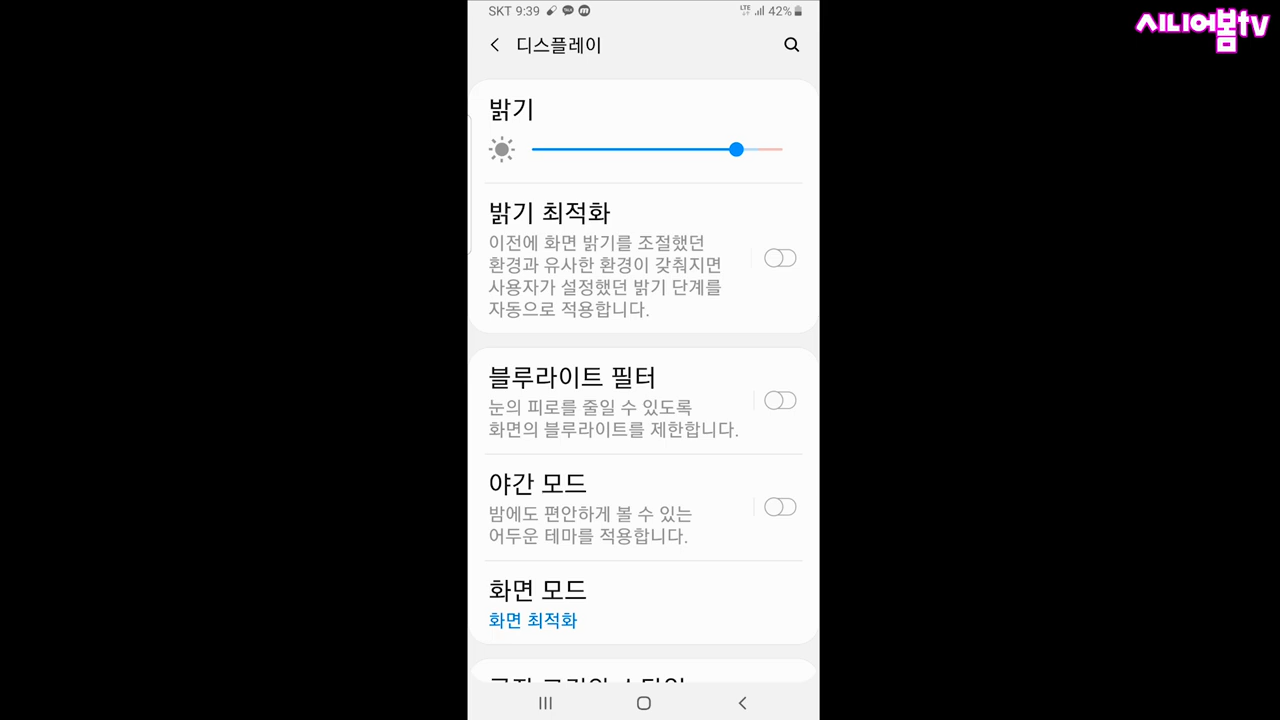 SKT 9:39
LTE
42%
시니어봄tv
디스플레이
밝기
밝기 최적화
이전에 화면 밝기를 조절했던
환경과 유사한 환경이 갖춰지면
사용자가 설정했던 밝기 단계를
자동으로 적용합니다.
블루라이트 필터
눈의 피로를 줄일 수 있도록
화면의 블루라이트를 제한합니다.
야간 모드
밤에도 편안하게 볼 수 있는
어두운 테마를 적용합니다.
화면 모드
화면 최적화